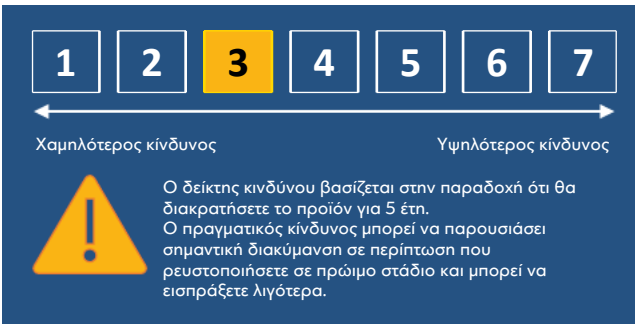 1 2 3 4 5 6 7
Χαμηλότερος κίνδυνος Υψηλότερος κίνδυνος
Ο δείκτης κινδύνου βασίζεται στην παραδοχή ότι θα
διακρατήσετε το προϊόν για 5 έτη.
Ο πραγματικός κίνδυνος μπορεί να παρουσιάσει
σημαντική διακύμανση σε περίπτωση που
ρευστοποιήσετε σε πρώιμο στάδιο και μπορεί να
εισπράξετε λιγότερα.